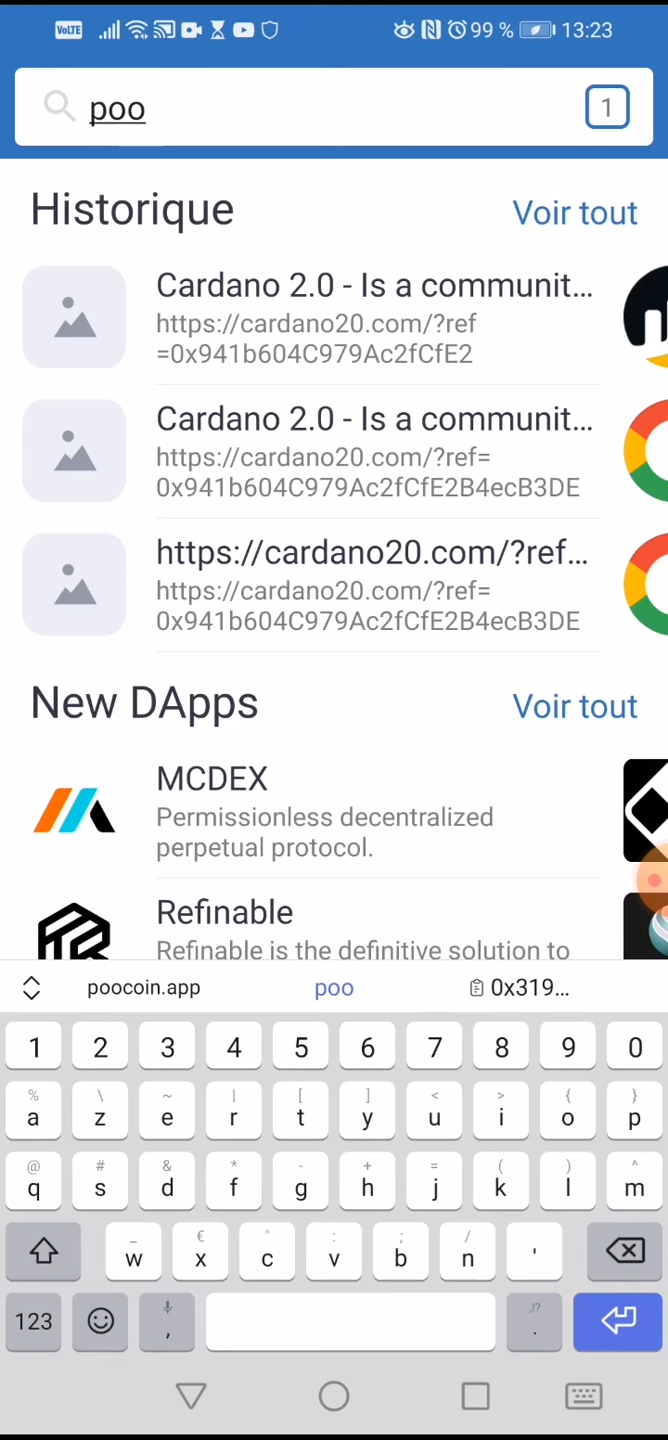 VoLTE 99 % 13:23
poo 1
Historique Voir tout
Cardano 2.0 - Is a communit...
https://cardano20.com/?ref
=0x941b604C979Ac2fCfE2
Cardano 2.0 - Is a communit...
https://cardano20.com/?ref=
0x941b604C979Ac2fCfE2B4ecB3DE
https://cardano20.com/?ref...
https://cardano20.com/?ref=
0x941b604C979Ac2fCfE2B4ecB3DE
New DApps Voir tout
MCDEX
Permissionless decentralized
perpetual protocol.
Refinable
Refinable is the definitive solution to
poocoin.app poo 0x319...
1 2 3 4 5 6 7 8 9 0
% \ ~ | [ ] < > { }
a z e r t y u i o p
@ # & * - + = ( ) ^
q s d f g h j k l m
_ € " : ; /
w x c v b n '
123 , ,!? .